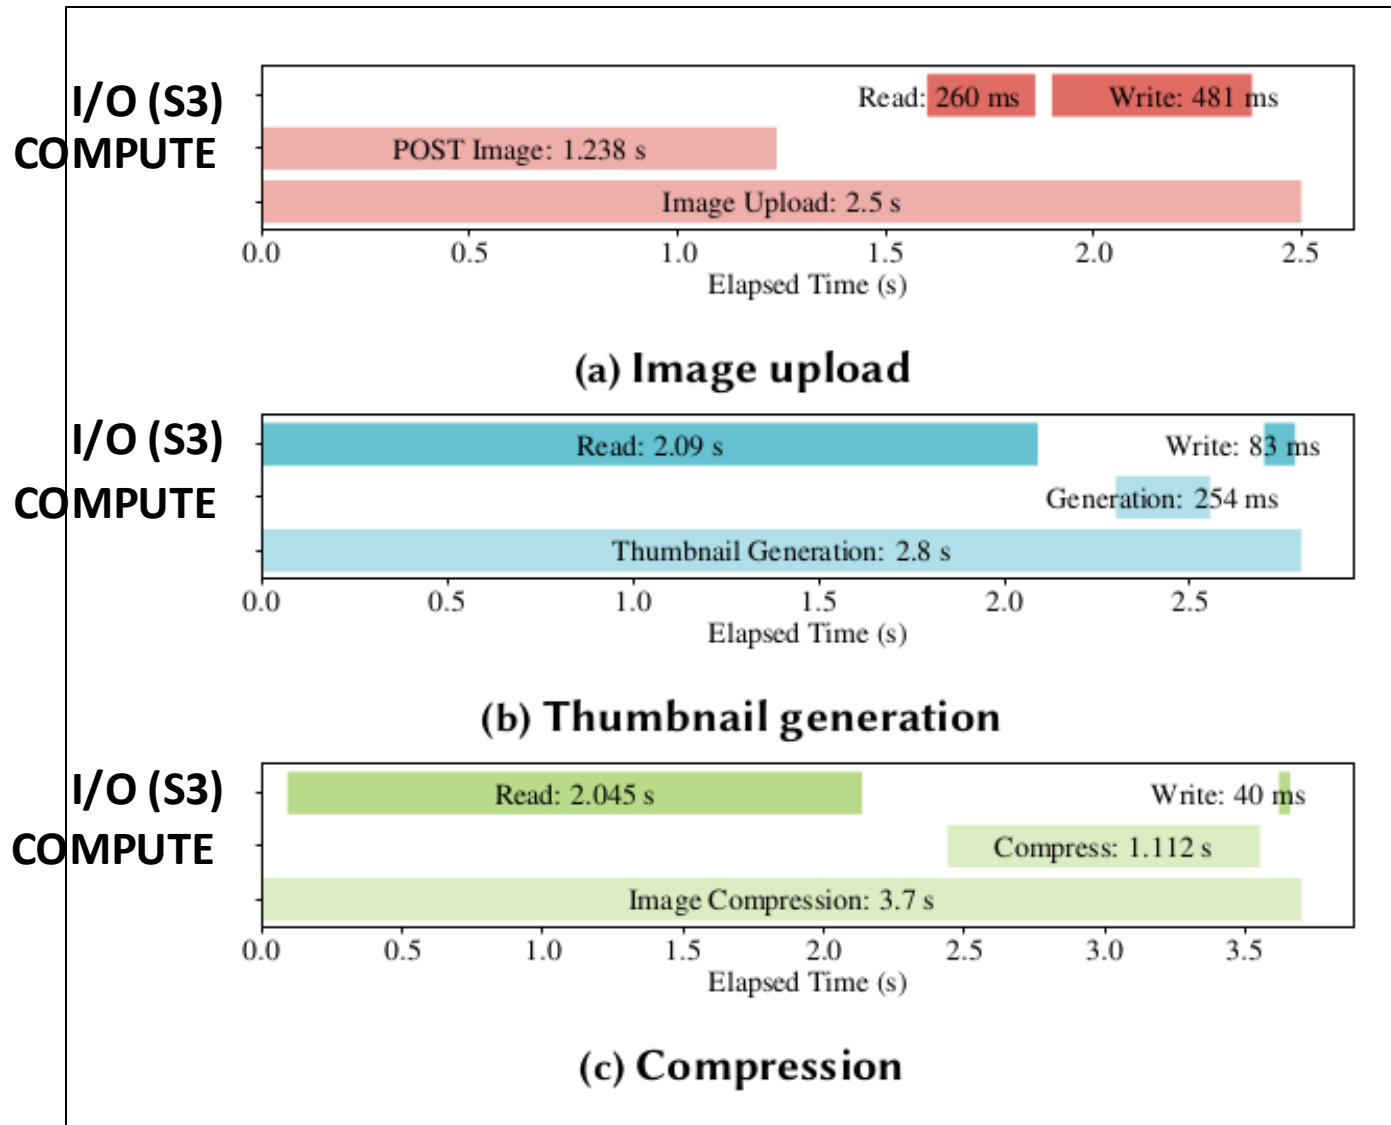 I/O (S3)
Read: 260 ms
Write: 481 ms
COMPUTE
POST Image: 1.238 s
Image Upload: 2.5 s
0.0 0.5 1.0 1.5 2.0 2.5
Elapsed Time (s)
(a) Image upload
I/O (S3)
Read: 2.09 s
Write: 83 ms
COMPUTE
Generation: 254 ms
Thumbnail Generation: 2.8 s
0.0 0.5 1.0 1.5 2.0 2.5
Elapsed Time (s)
(b) Thumbnail generation
I/O (S3)
Read: 2.045 s
Write: 40 ms
COMPUTE
Compress: 1.112 s
Image Compression: 3.7 s
0.0 0.5 1.0 1.5 2.0 2.5 3.0 3.5
Elapsed Time (s)
(c) Compression